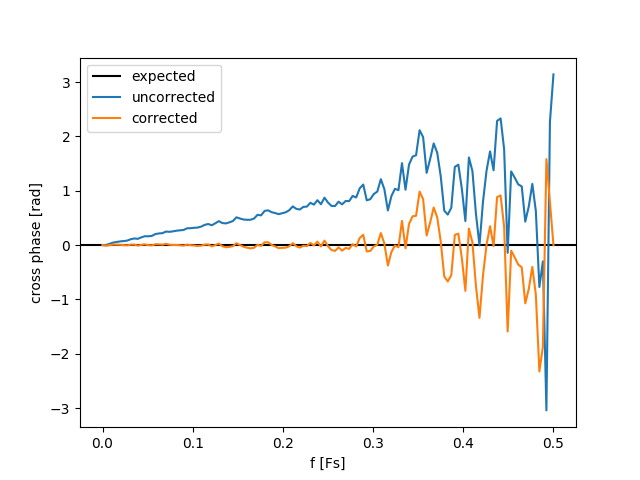 expected
uncorrected
corrected
3
2
1
0
−1
−2
−3
cross phase [rad]
0.0 0.1 0.2 0.3 0.4 0.5
f [Fs]